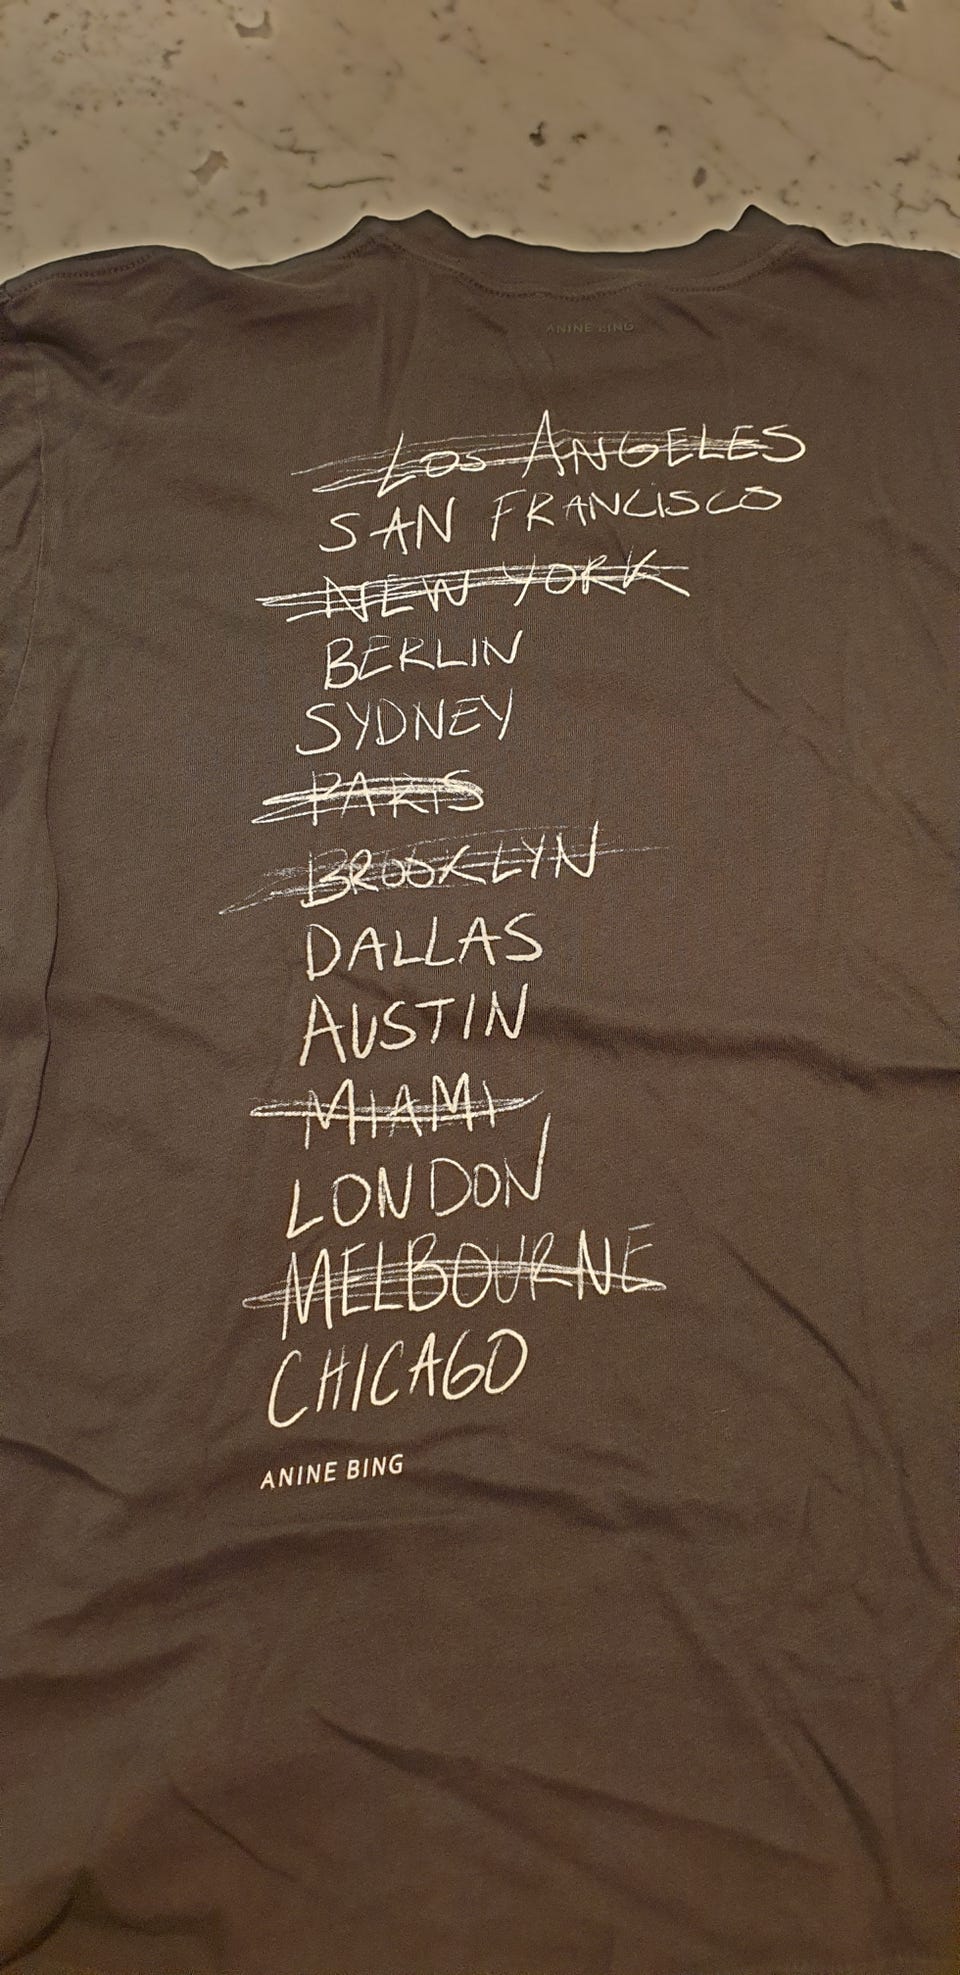 ANINE BING
LOS ANGELES
SAN FRANCISCO
NEW YORK
BERLIN
SYDNEY
PARIS
BROOKLYN
DALLAS
AUSTIN
MIAMI
LONDON
MELBOURNE
CHICAGO
ANINE BING